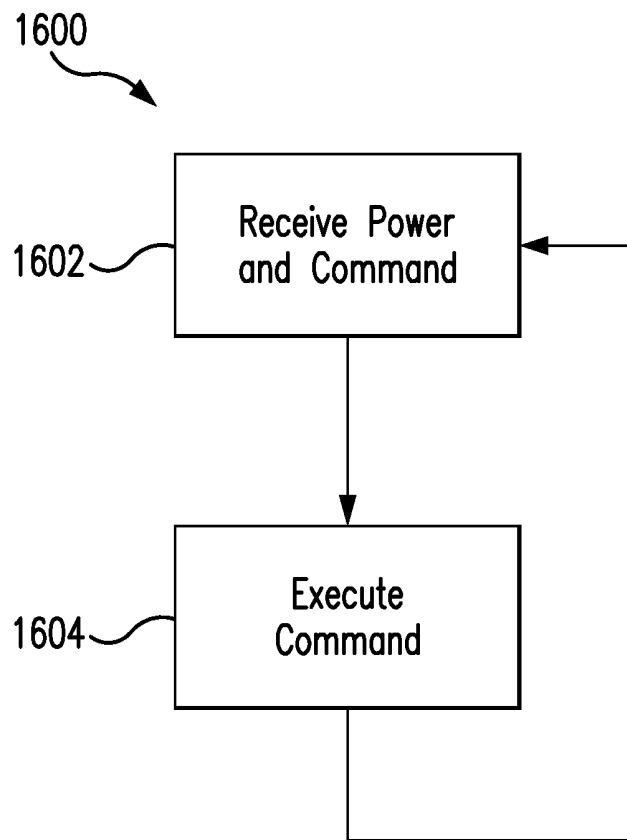 1600
Receive Power
1602
and Command
Execute
1604
Command